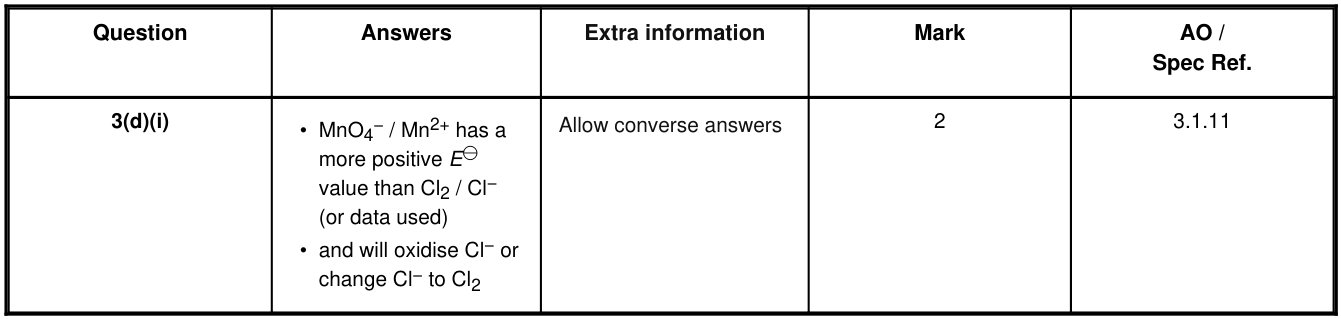 Question Answers Extra information Mark AO /
Spec Ref.
3(d)(i) • MnO₄⁻ / Mn²⁺ has a Allow converse answers 2 3.1.11
more positive E⊖
value than Cl₂ / Cl⁻
(or data used)
• and will oxidise Cl⁻ or
change Cl⁻ to Cl₂